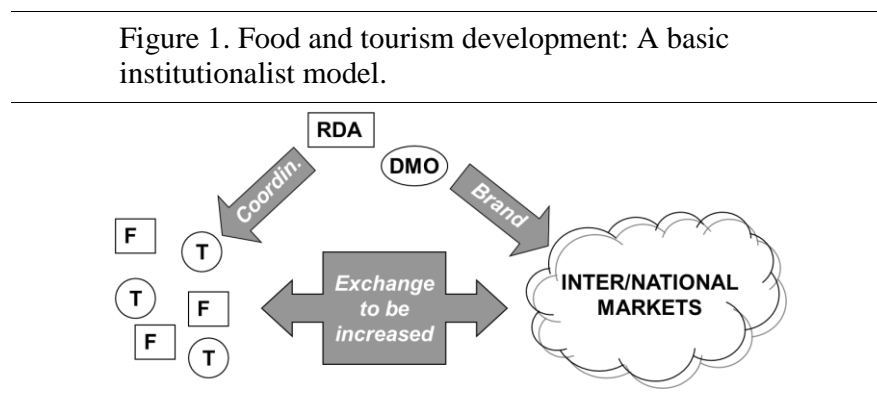 Figure 1. Food and tourism development: A basic
institutionalist model.
RDA
DMO
Coordin.
Brand
F
T
T
F
F
T
Exchange
to be
increased
INTER/NATIONAL
MARKETS